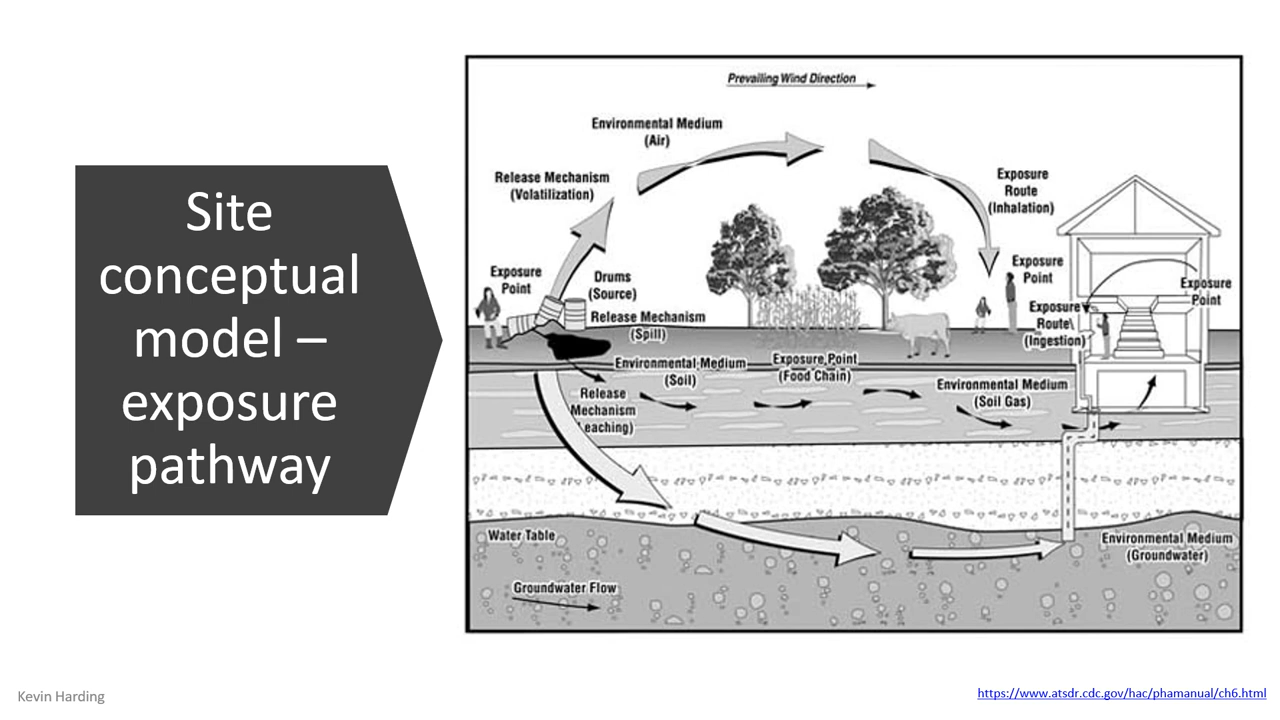 Site
conceptual
model –
exposure
pathway
Prevailing Wind Direction
Environmental Medium
(Air)
Release Mechanism
(Volatilization)
Exposure
Route
(Inhalation)
Exposure
Point
Drums
(Source)
Release Mechanism
(Spill)
Exposure
Point
Exposure
Point
Exposure
Route\
(Ingestion)
Environmental Medium
(Soil)
Exposure Point
(Food Chain)
Environmental Medium
(Soil Gas)
Release
Mechanism
Leaching)
Water Table
Environmental Medium
(Groundwater)
Groundwater Flow
Kevin Harding
https://www.atsdr.cdc.gov/hac/phamanual/ch6.html